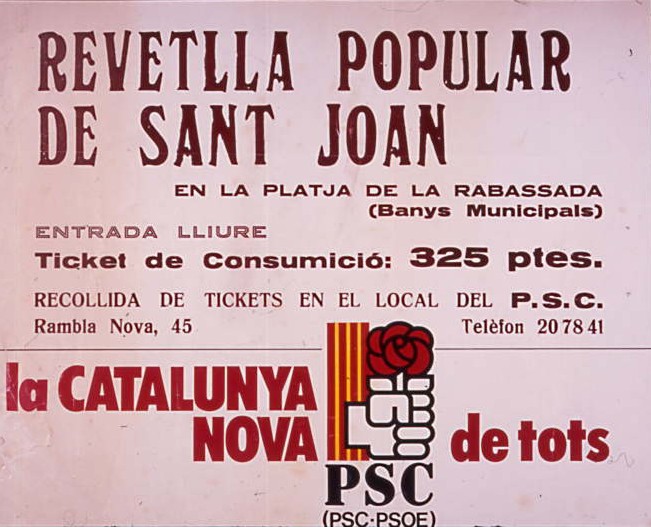 REVETLLA POPULAR
DE SANT JOAN
EN LA PLATJA DE LA RABASSADA
(Banys Municipals)
ENTRADA LLIURE
Ticket de Consumició: 325 ptes.
RECOLLIDA DE TICKETS EN EL LOCAL DEL P.S.C.
Rambla Nova, 45 Telèfon 20 78 41
la CATALUNYA
NOVA
de tots
PSC
(PSC-PSOE)